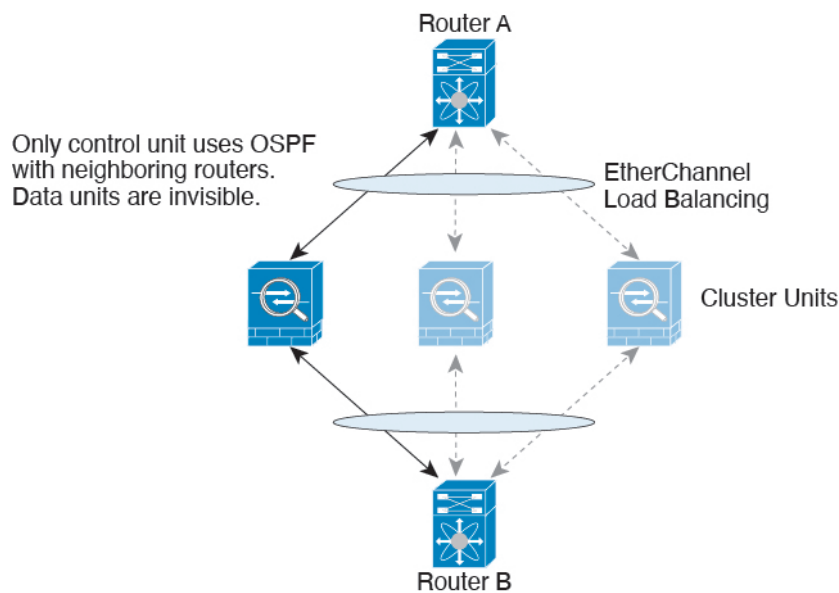 Router A
Only control unit uses OSPF
with neighboring routers.
Data units are invisible.
EtherChannel
Load Balancing
Cluster Units
Router B